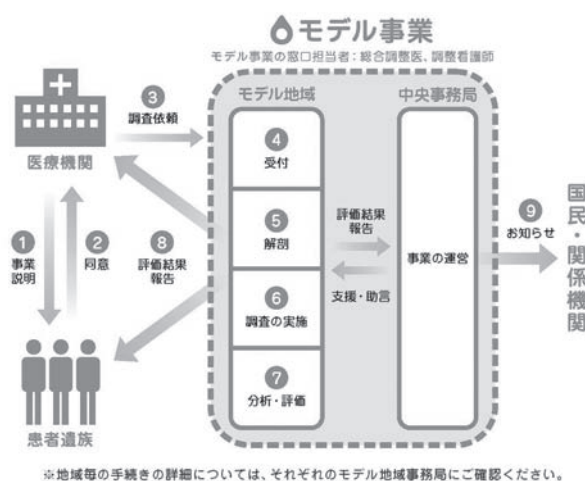 モデル事業
モデル事業の窓口担当者：総合調整医、調整看護師
モデル地域
中央事務局
医療機関
③
調査依頼
④
受付
⑤
解剖
⑥
調査の実施
⑦
分析・評価
評価結果
報告
支援・助言
事業の運営
⑨
お知らせ
国民・関係機関
①
事業
説明
②
同意
⑧
評価結果
報告
患者遺族
※地域毎の手続きの詳細については、それぞれのモデル地域事務局にご確認ください。